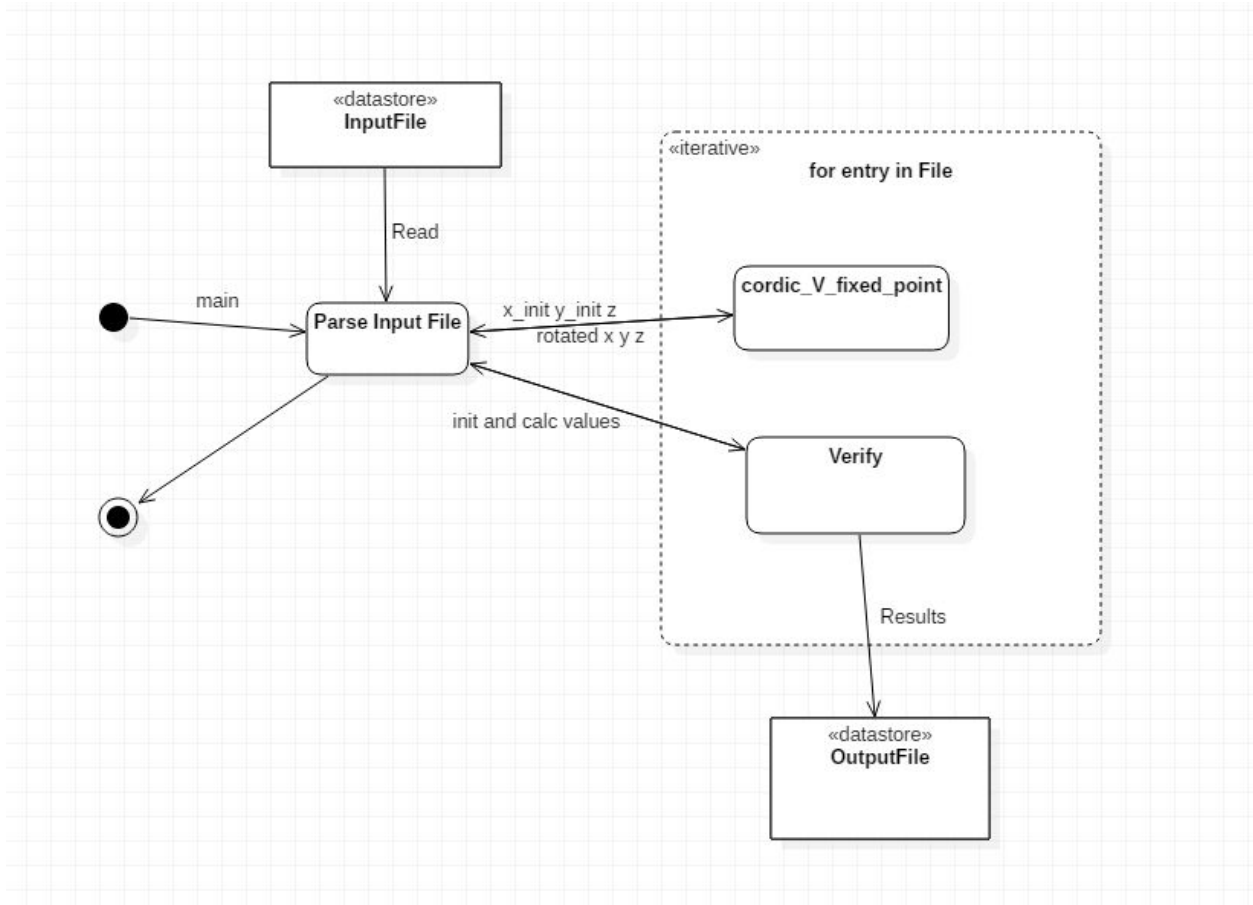 «datastore»
InputFile
«iterative»
for entry in File
Read
cordic_V_fixed_point
main
x_init y_init z
Parse Input File
rotated x y z
init and calc values
Verify
Results
«datastore»
OutputFile